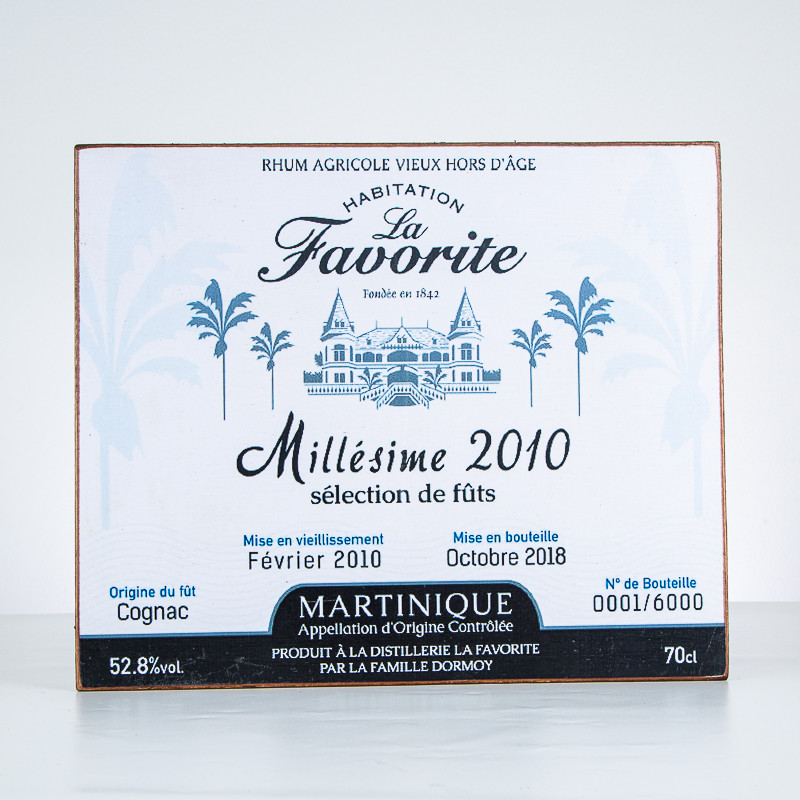 RHUM AGRICOLE VIEUX HORS D'ÂGE
HABITATION
La
Favorite
Fondée en 1842
Millésime 2010
sélection de fûts
Mise en vieillissement
Février 2010
Mise en bouteille
Octobre 2018
Origine du fût
Cognac
N° de Bouteille
0001/6000
MARTINIQUE
Appellation d'Origine Contrôlée
52.8%vol.
PRODUIT À LA DISTILLERIE LA FAVORITE
PAR LA FAMILLE DORMOY
70cl